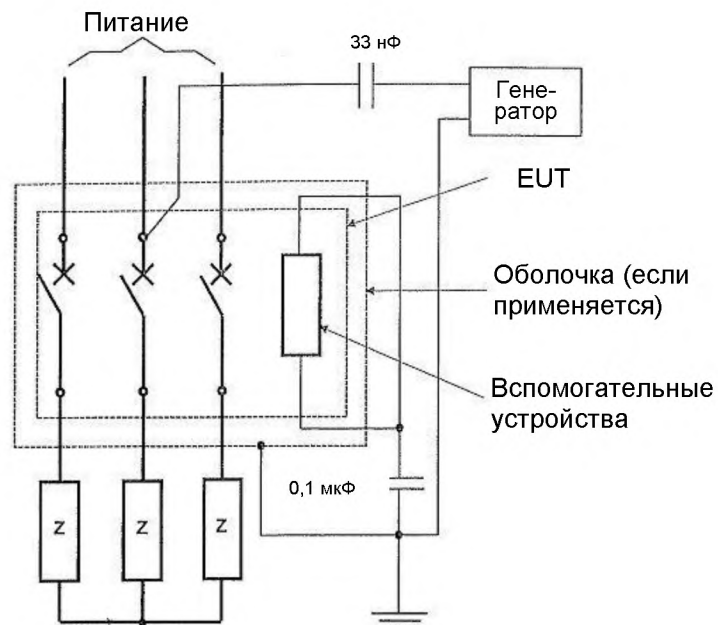 Питание
33 нФ
Гене-
ратор
EUT
Оболочка (если
применяется)
Вспомогательные
устройства
0,1 мкФ
z
z
z